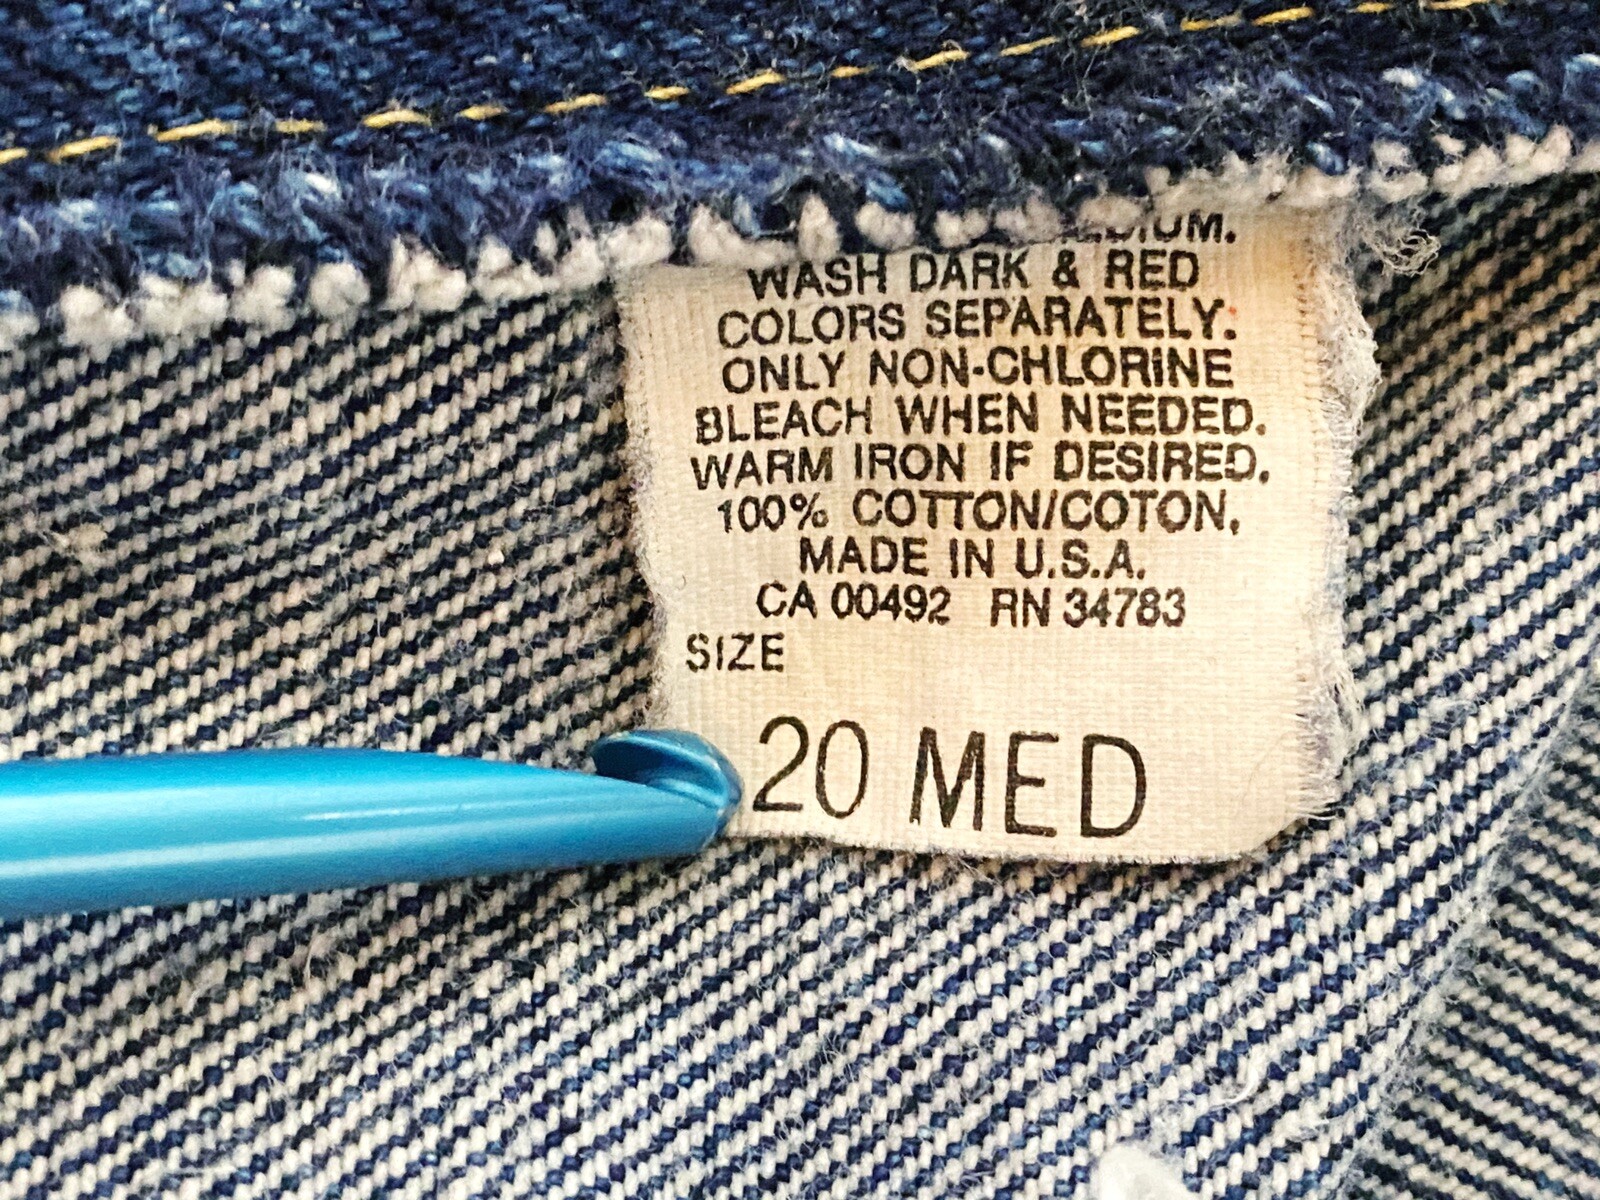 WASH DARK & RED
COLORS SEPARATELY.
ONLY NON-CHLORINE
BLEACH WHEN NEEDED.
WARM IRON IF DESIRED.
100% COTTON/COTON,
MADE IN U.S.A.
CA 00492 RN 34783
SIZE
20 MED